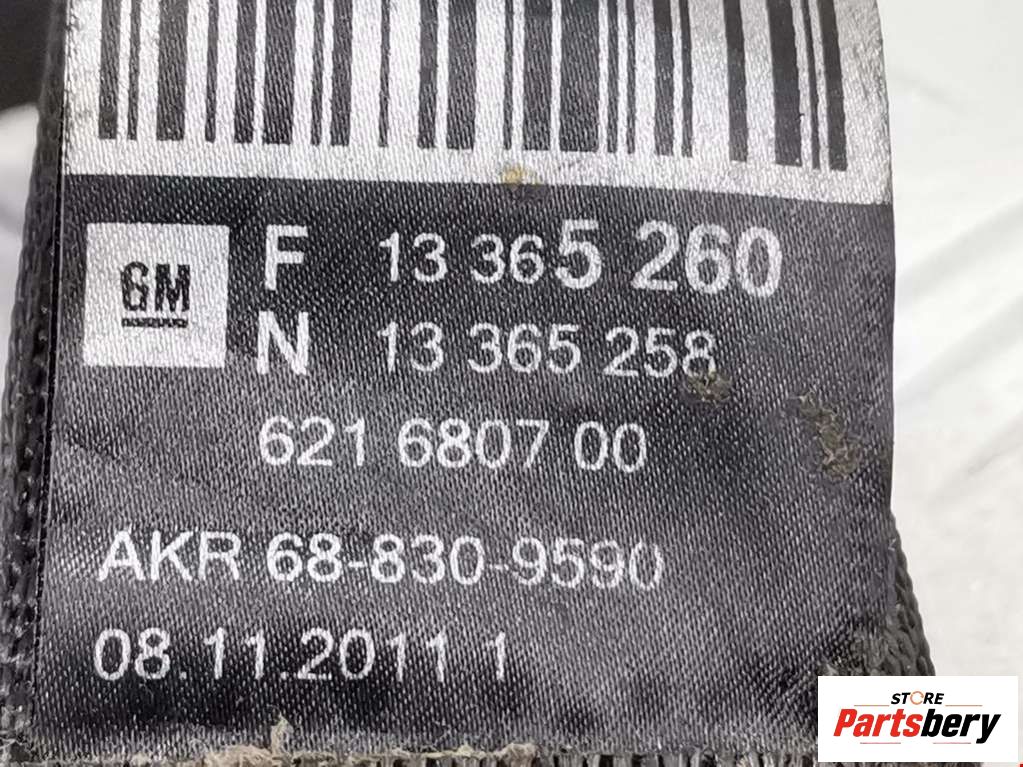 GM
F 13 365 260
N 13 365 258
621 6807 00
AKR 68-830-9590
08.11.2011 1
STORE
Partsbery